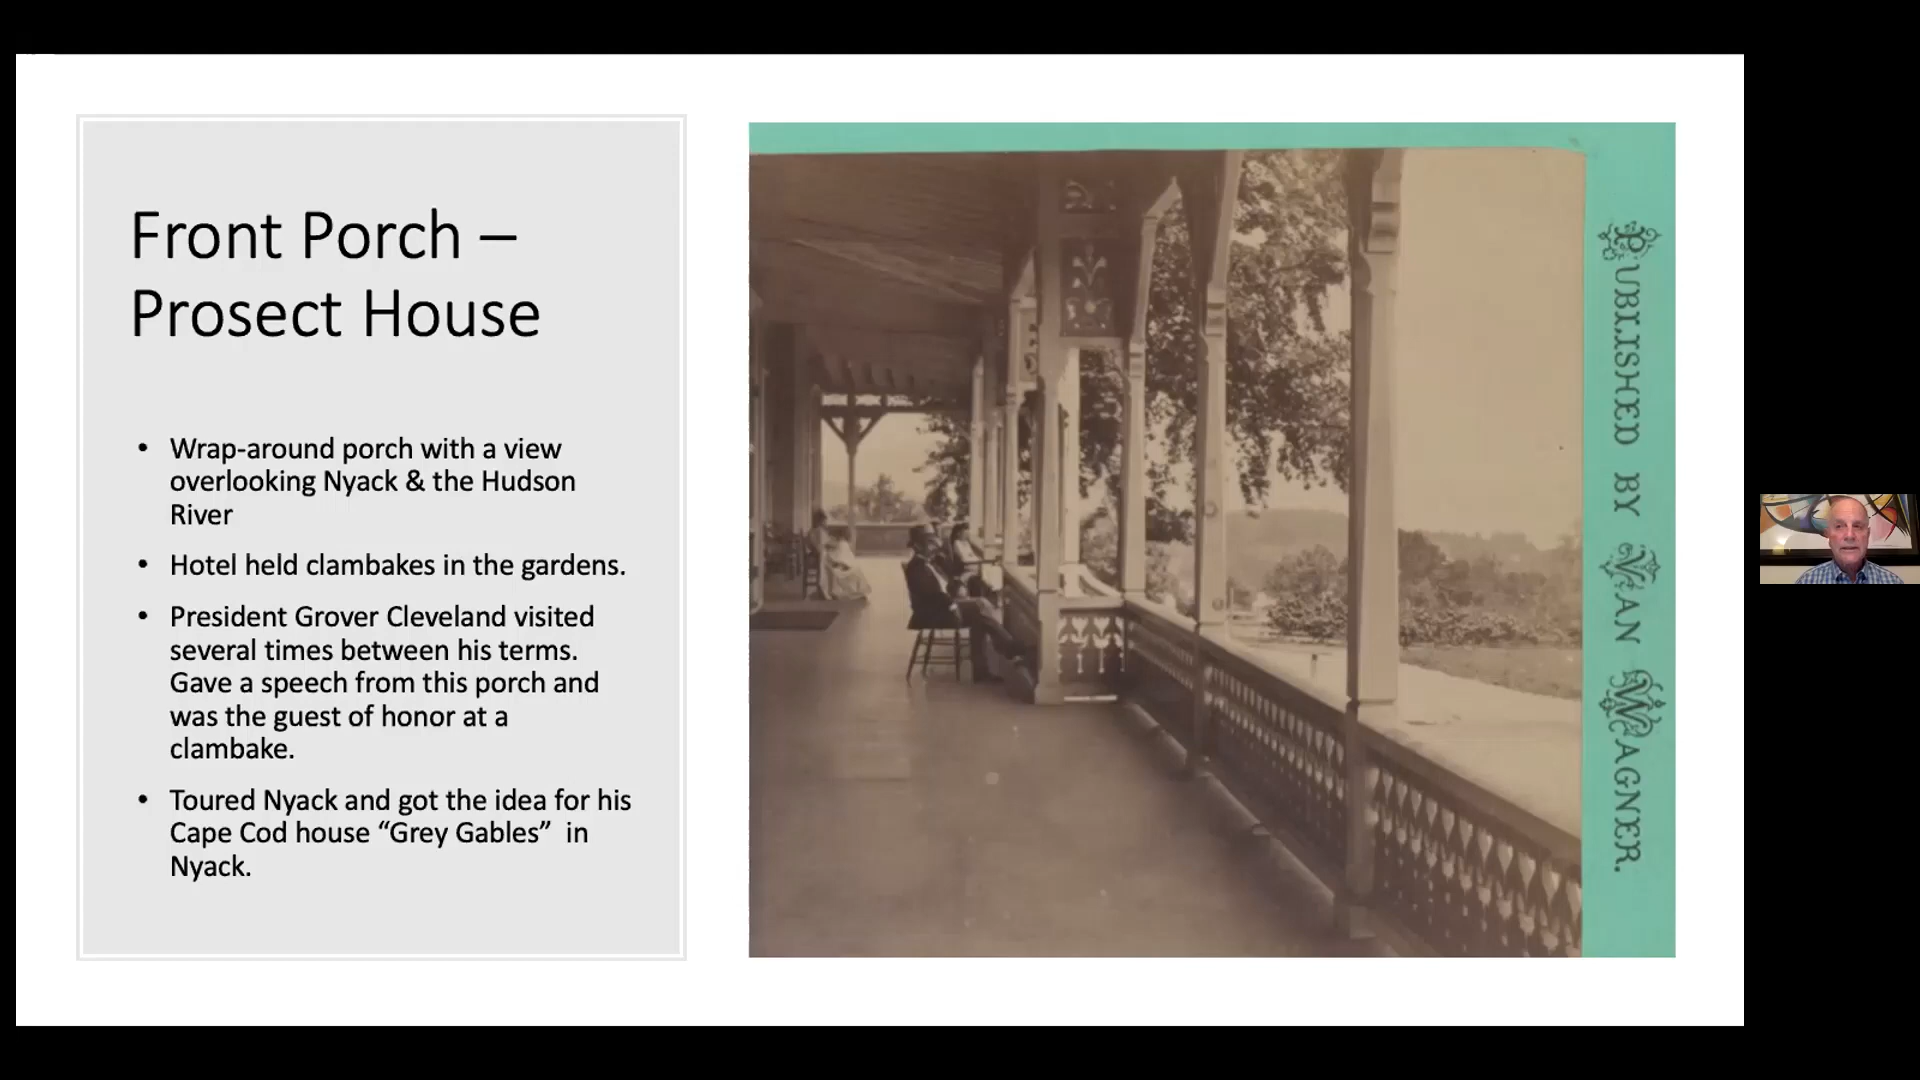 Front Porch –
Prosect House
• Wrap-around porch with a view
overlooking Nyack & the Hudson
River
• Hotel held clambakes in the gardens.
• President Grover Cleveland visited
several times between his terms.
Gave a speech from this porch and
was the guest of honor at a
clambake.
• Toured Nyack and got the idea for his
Cape Cod house “Grey Gables”  in
Nyack.
PUBLISHED BY VAN WAGNER.